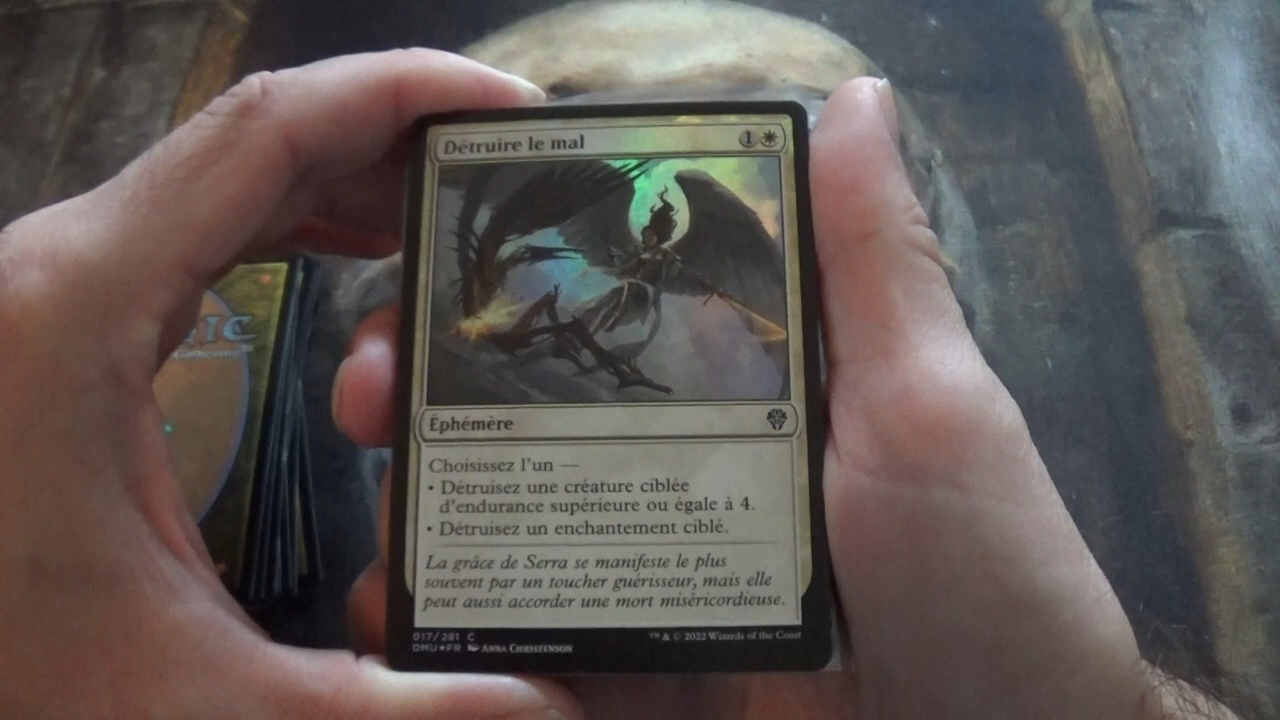 Détruire le mal 1
Éphémère
Choisissez l'un —
• Détruisez une créature ciblée
d'endurance supérieure ou égale à 4.
• Détruisez un enchantement ciblé.
La grâce de Serra se manifeste le plus
souvent par un toucher guérisseur, mais elle
peut aussi accorder une mort miséricordieuse.
017/281 C
DMU★FR Anna Christenson
™ & © 2022 Wizards of the Coast